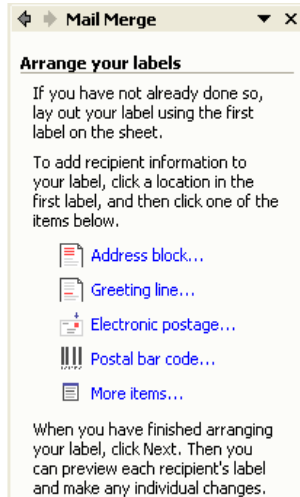 Mail Merge
Arrange your labels
If you have not already done so,
lay out your label using the first
label on the sheet.
To add recipient information to
your label, click a location in the
first label, and then click one of the
items below.
Address block...
Greeting line...
Electronic postage...
Postal bar code...
More items...
When you have finished arranging
your label, click Next. Then you
can preview each recipient's label
and make any individual changes.